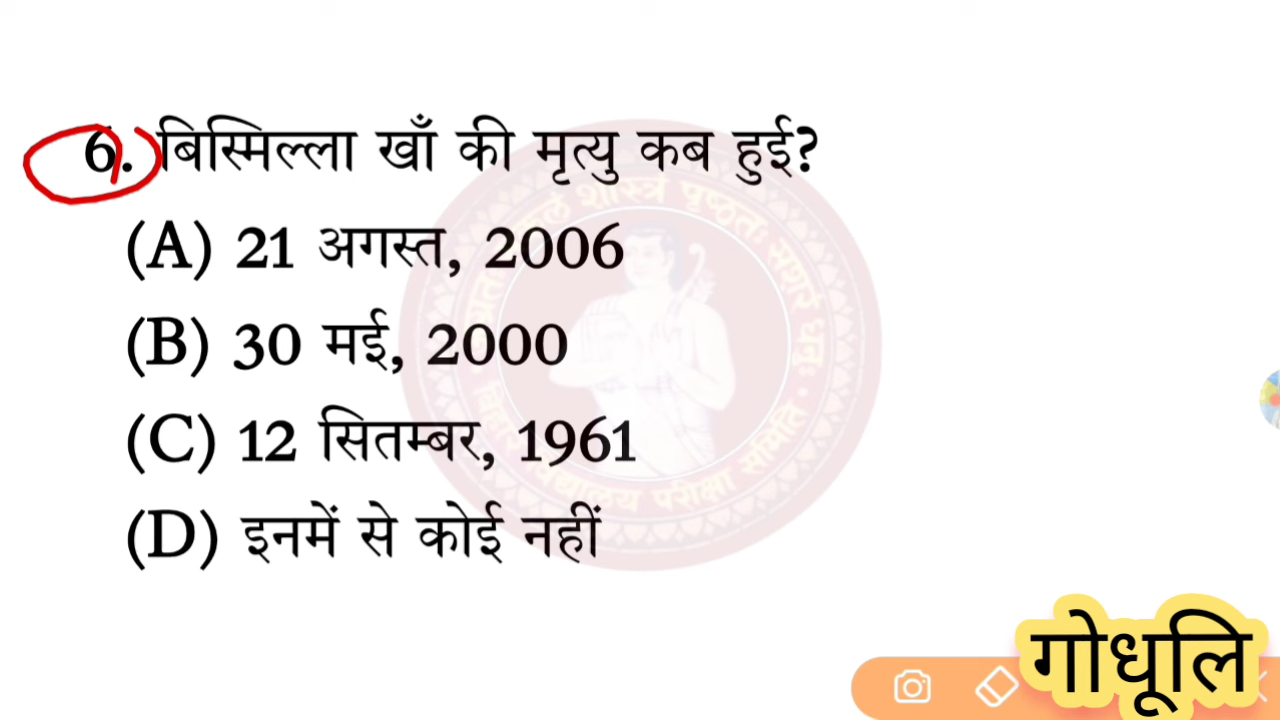 6. बिस्मिल्ला खाँ की मृत्यु कब हुई?
(A) 21 अगस्त, 2006
(B) 30 मई, 2000
(C) 12 सितम्बर, 1961
(D) इनमें से कोई नहीं
गोधूलि